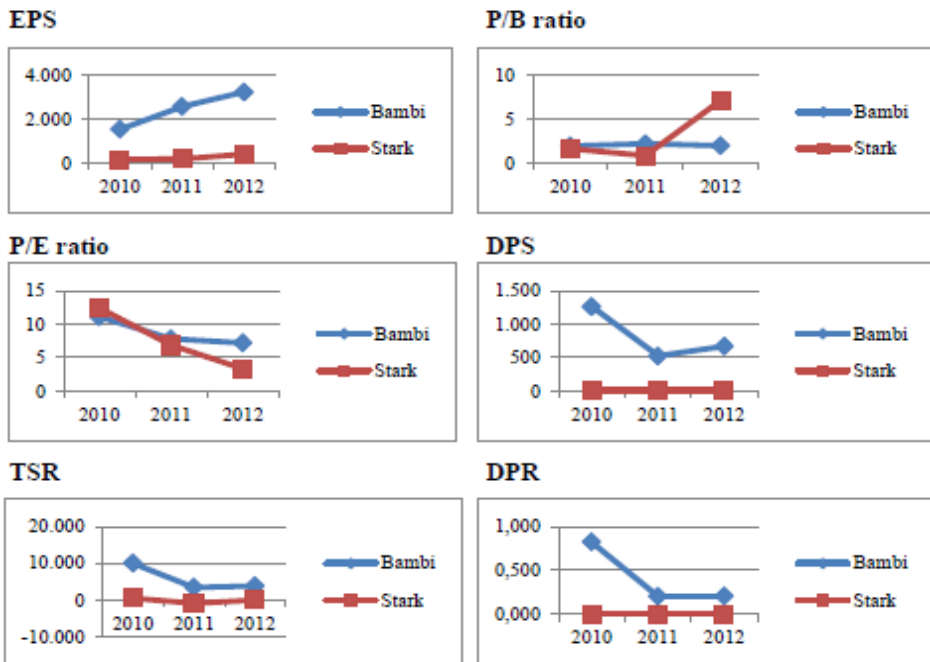 EPS
4.000
2.000
0
2010 2011 2012
Bambi
Stark
P/B ratio
10
5
0
2010 2011 2012
Bambi
Stark
P/E ratio
15
10
5
0
2010 2011 2012
Bambi
Stark
DPS
1.500
1.000
500
0
2010 2011 2012
Bambi
Stark
TSR
20.000
10.000
0
-10.000
2010 2011 2012
Bambi
Stark
DPR
1,000
0,500
0,000
2010 2011 2012
Bambi
Stark